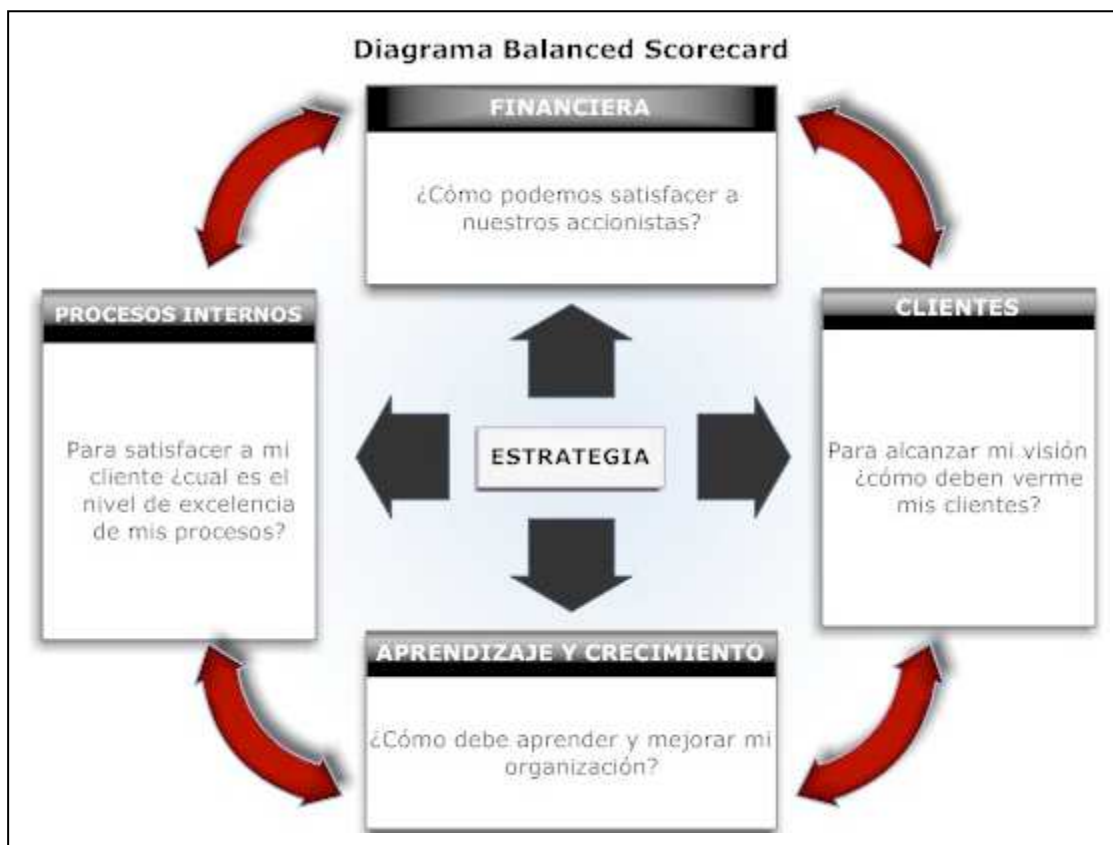 Diagrama Balanced Scorecard
FINANCIERA
¿Cómo podemos satisfacer a
nuestros accionistas?
PROCESOS INTERNOS
Para satisfacer a mi
cliente ¿cual es el
nivel de excelencia
de mis procesos?
ESTRATEGIA
CLIENTES
Para alcanzar mi visión
¿cómo deben verme
mis clientes?
APRENDIZAJE Y CRECIMIENTO
¿Cómo debe aprender y mejorar mi
organización?